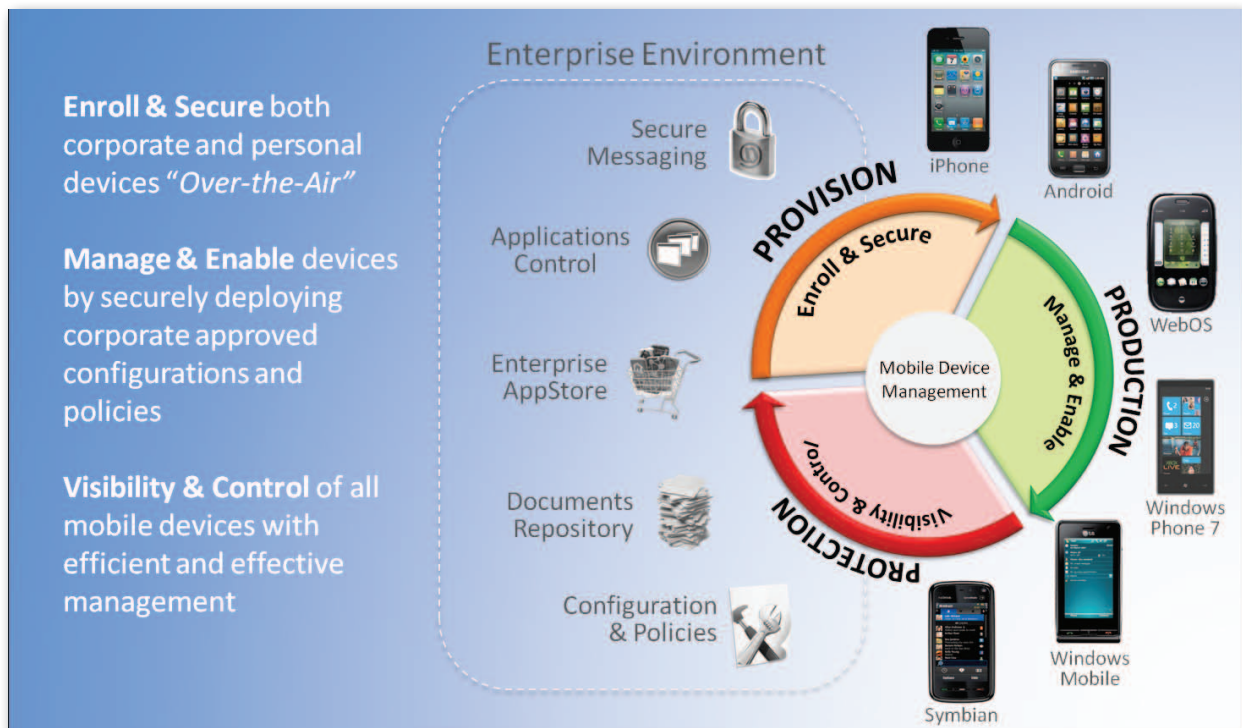 Enterprise Environment
Enroll & Secure both
corporate and personal
devices “Over-the-Air”
Manage & Enable devices
by securely deploying
corporate approved
configurations and
policies
Visibility & Control of all
mobile devices with
efficient and effective
management
Secure
Messaging
Applications
Control
Enterprise
AppStore
Documents
Repository
Configuration
& Policies
PROVISION
Enroll & Secure
PRODUCTION
Manage & Enable
PROTECTION
Visibility & Control
Mobile Device
Management
iPhone
Android
WebOS
Windows
Phone 7
Windows
Mobile
Symbian